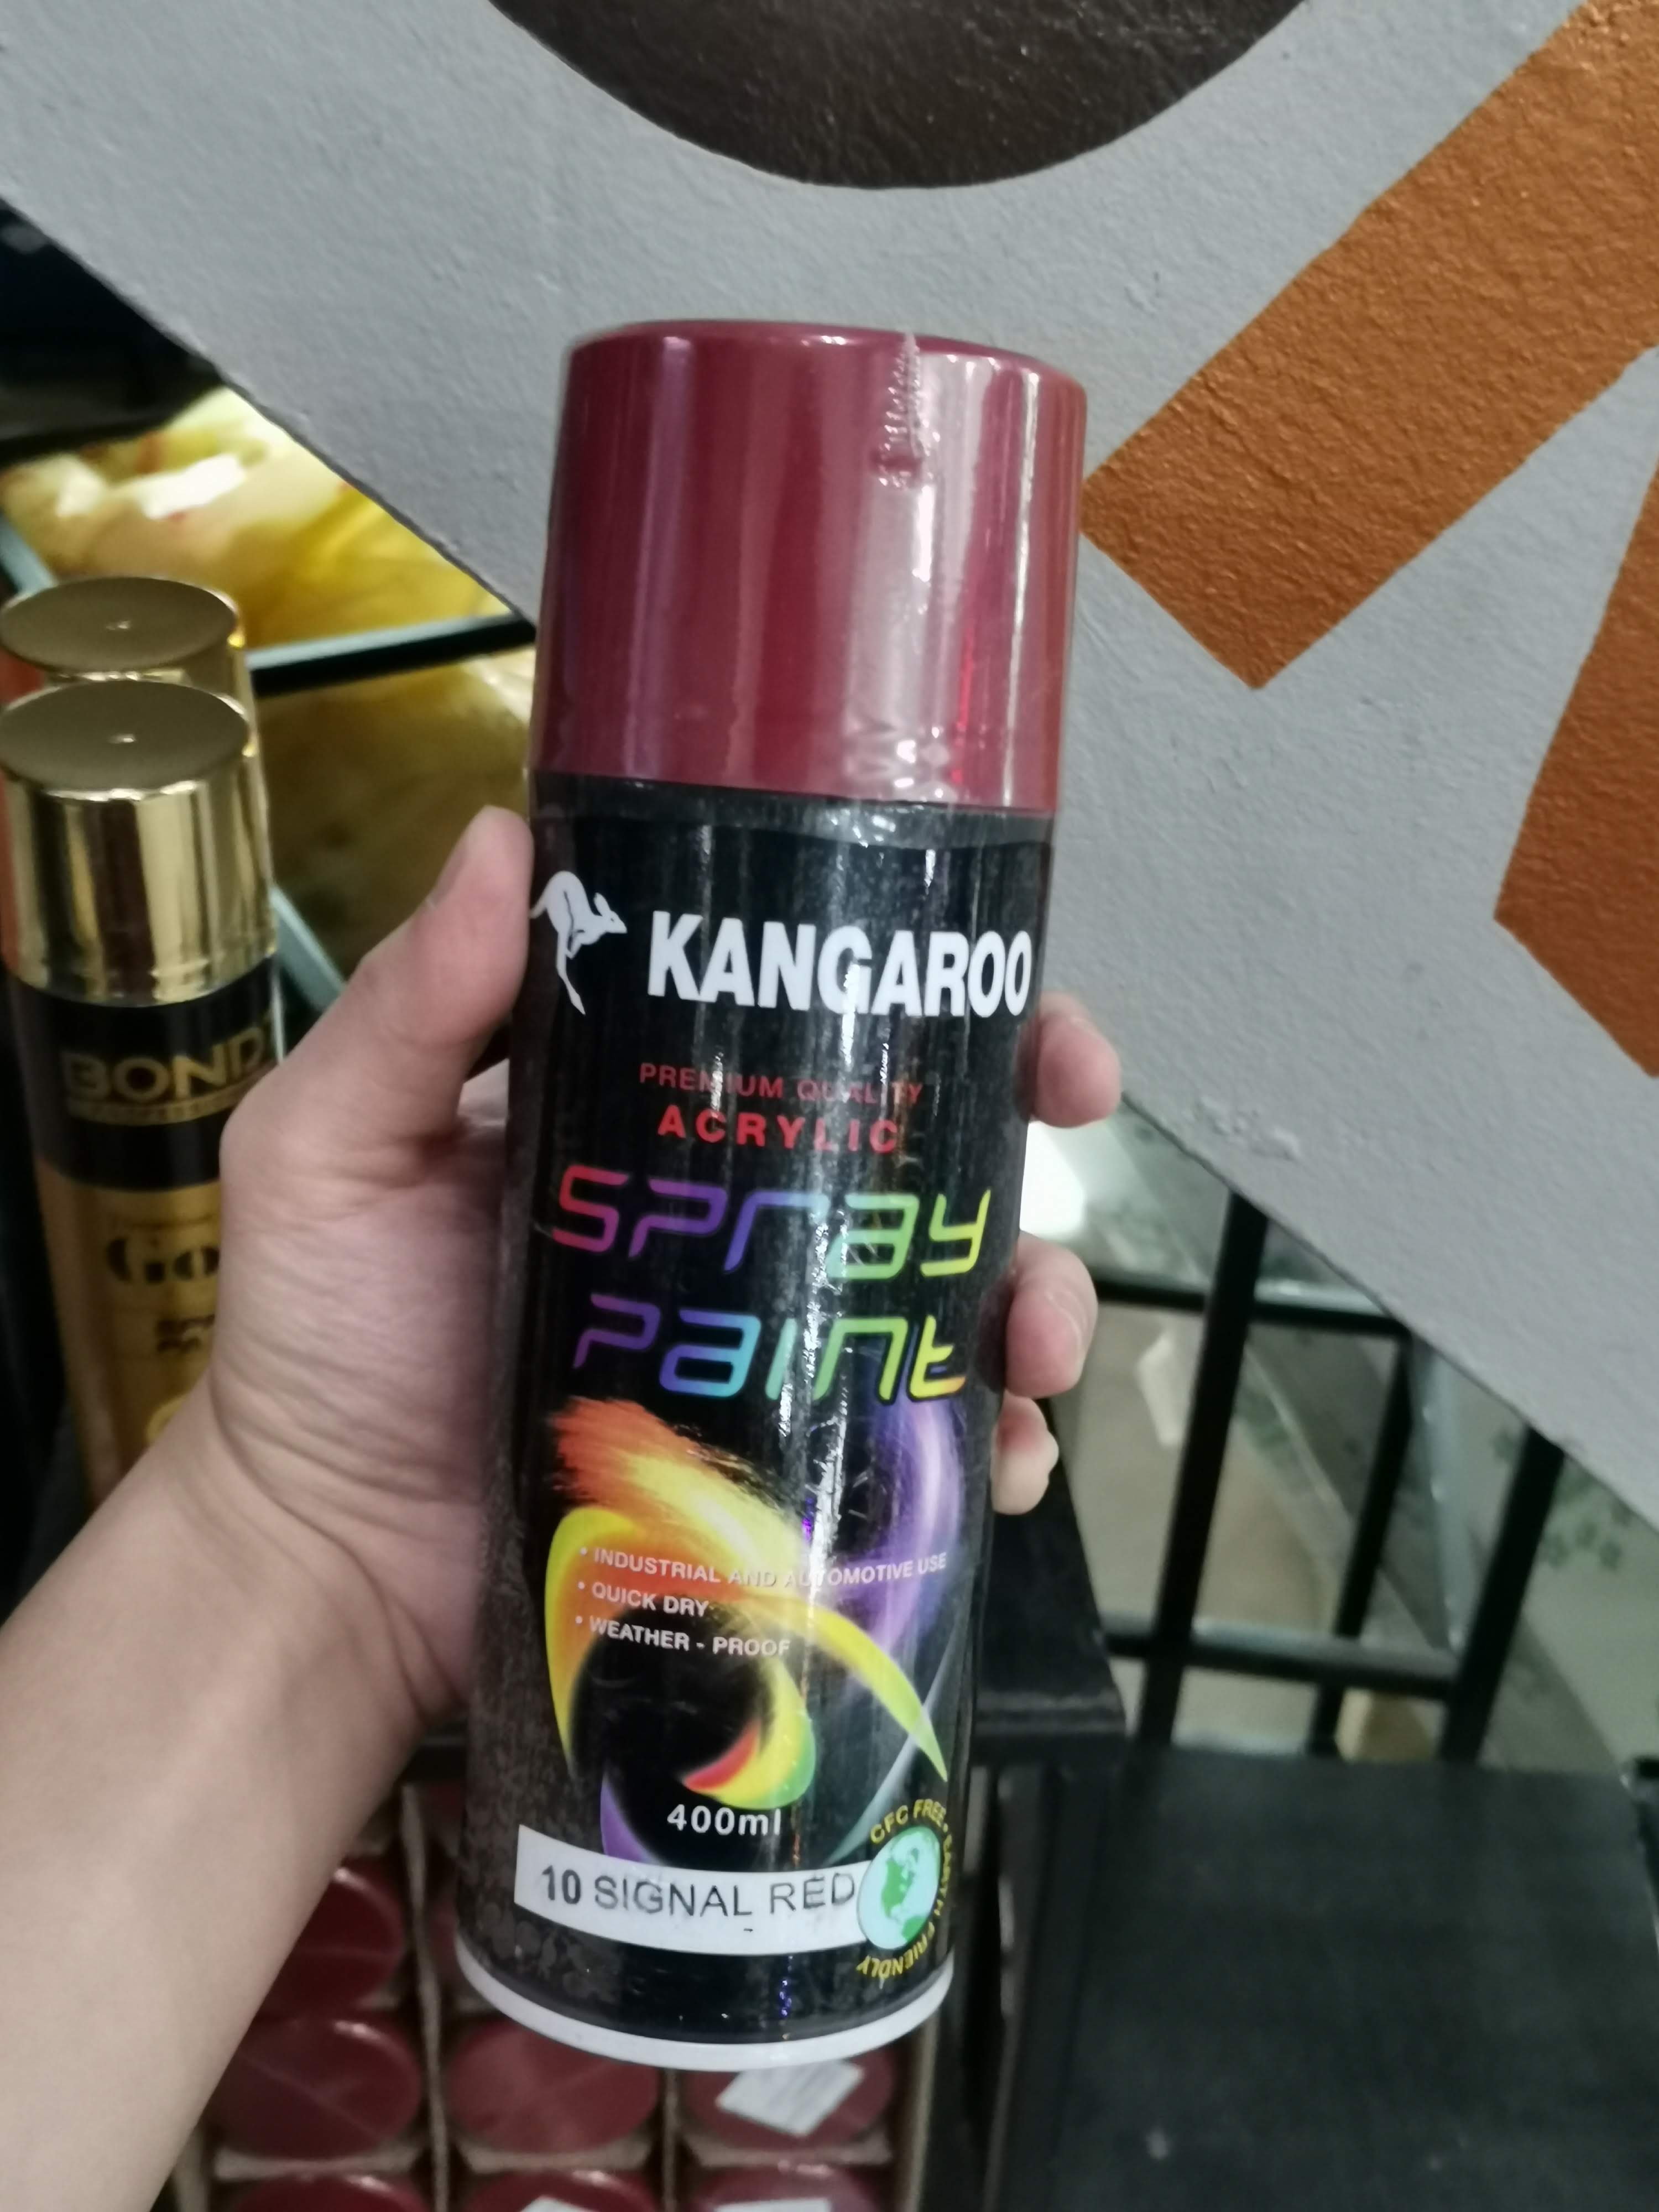 KANGAROO
PREMIUM QUALITY
ACRYLIC
SPRAY
PAINT
• INDUSTRIAL AND AUTOMOTIVE USE
• QUICK DRY
• WEATHER - PROOF
400ml
10 SIGNAL RED
CFC FREE • EARTH FRIENDLY
BOND